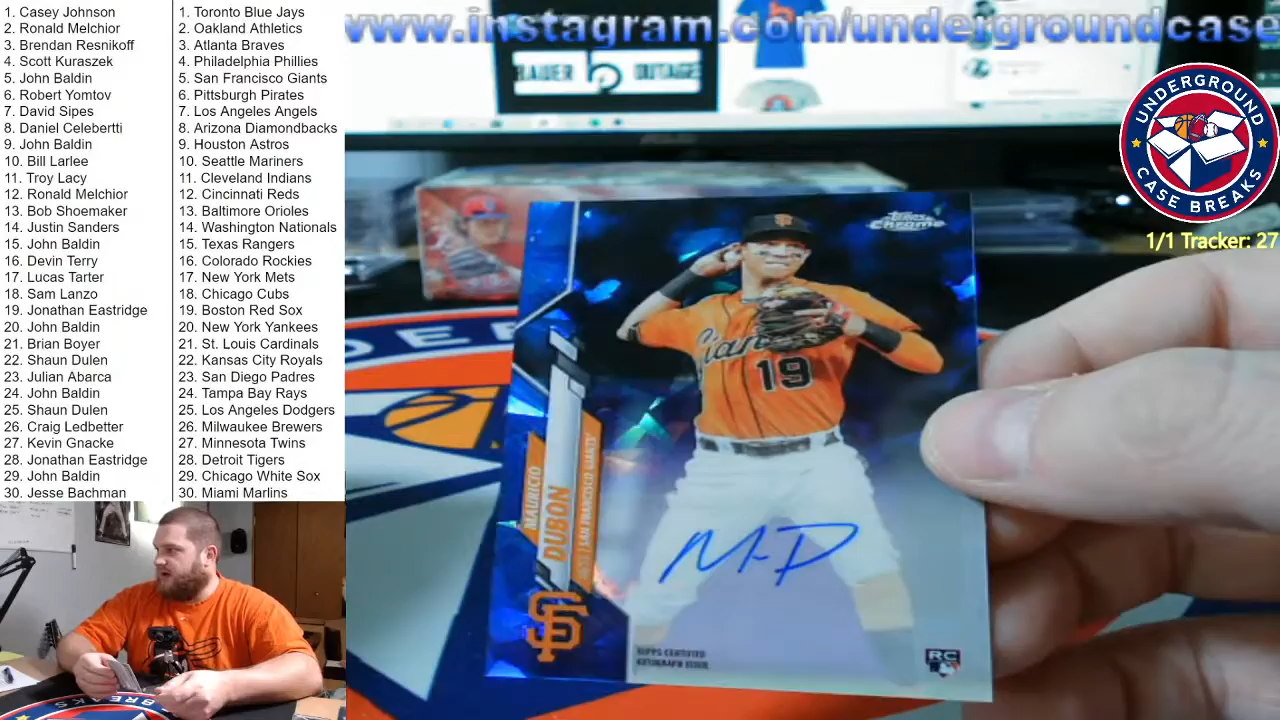 1. Casey Johnson
2. Ronald Melchior
3. Brendan Resnikoff
4. Scott Kuraszek
5. John Baldin
6. Robert Yomtov
7. David Sipes
8. Daniel Celebertti
9. John Baldin
10. Bill Larlee
11. Troy Lacy
12. Ronald Melchior
13. Bob Shoemaker
14. Justin Sanders
15. John Baldin
16. Devin Terry
17. Lucas Tarter
18. Sam Lanzo
19. Jonathan Eastridge
20. John Baldin
21. Brian Boyer
22. Shaun Dulen
23. Julian Abarca
24. John Baldin
25. Shaun Dulen
26. Craig Ledbetter
27. Kevin Gnacke
28. Jonathan Eastridge
29. John Baldin
30. Jesse Bachman
1. Toronto Blue Jays
2. Oakland Athletics
3. Atlanta Braves
4. Philadelphia Phillies
5. San Francisco Giants
6. Pittsburgh Pirates
7. Los Angeles Angels
8. Arizona Diamondbacks
9. Houston Astros
10. Seattle Mariners
11. Cleveland Indians
12. Cincinnati Reds
13. Baltimore Orioles
14. Washington Nationals
15. Texas Rangers
16. Colorado Rockies
17. New York Mets
18. Chicago Cubs
19. Boston Red Sox
20. New York Yankees
21. St. Louis Cardinals
22. Kansas City Royals
23. San Diego Padres
24. Tampa Bay Rays
25. Los Angeles Dodgers
26. Milwaukee Brewers
27. Minnesota Twins
28. Detroit Tigers
29. Chicago White Sox
30. Miami Marlins
www.instagram.com/undergroundcase
BAUER OUTAGE
UNDERGROUND
CASE BREAKS
1/1 Tracker: 27
Topps
Chrome
SF
Giants
19
MAURICIO
DUBON
SAN FRANCISCO GIANTS
SF
TOPPS CERTIFIED
AUTOGRAPH ISSUE
RC